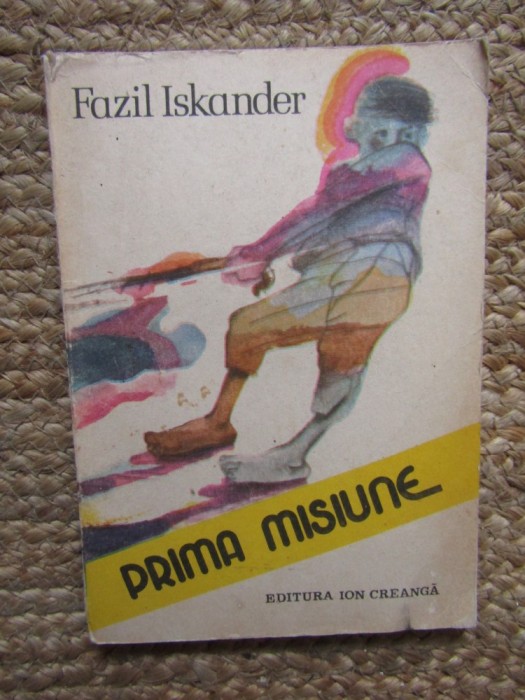 Fazil Iskander
PRIMA MISIUNE
EDITURA ION CREANGĂ